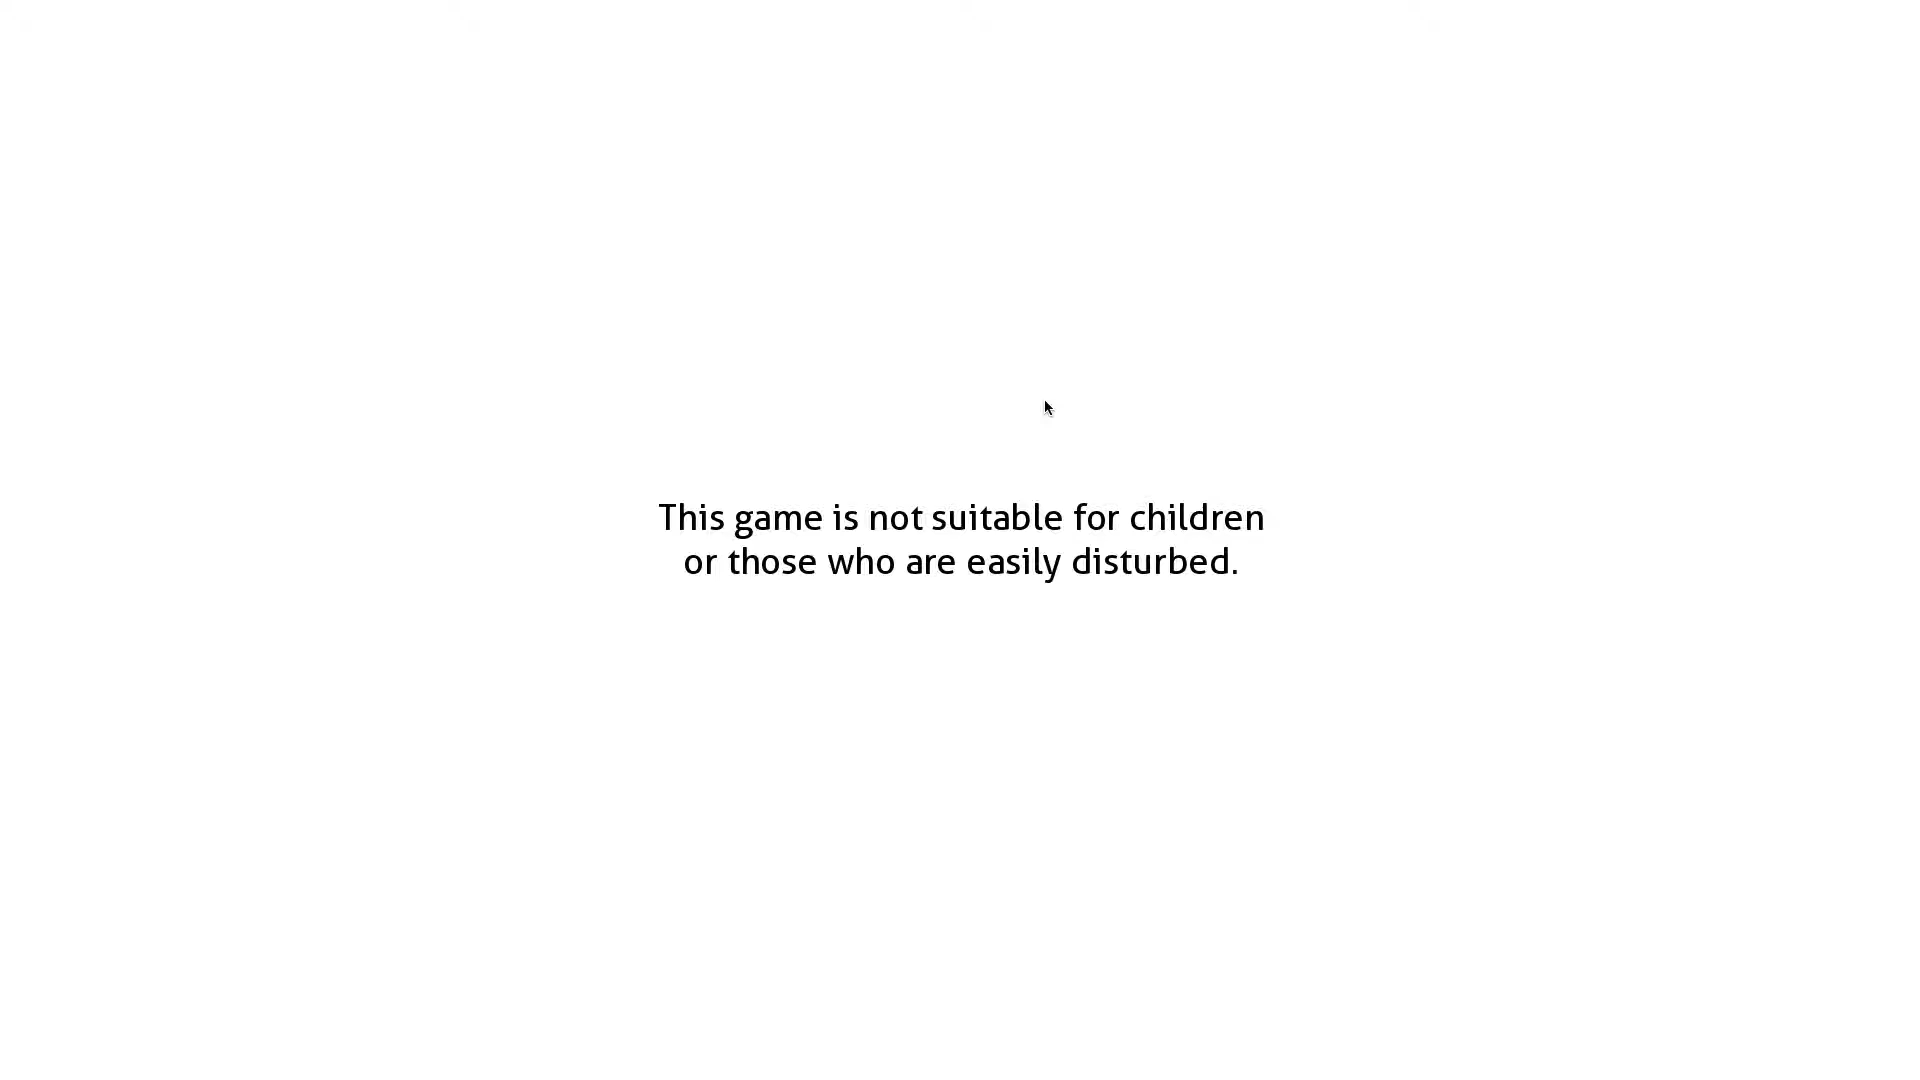 This game is not suitable for children
or those who are easily disturbed.